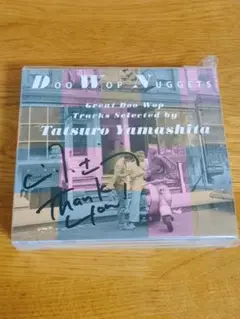 DOO WOP NUGGETS
Great Doo Wop
Tracks Selected by
Tatsuro Yamashita
Thank
You!